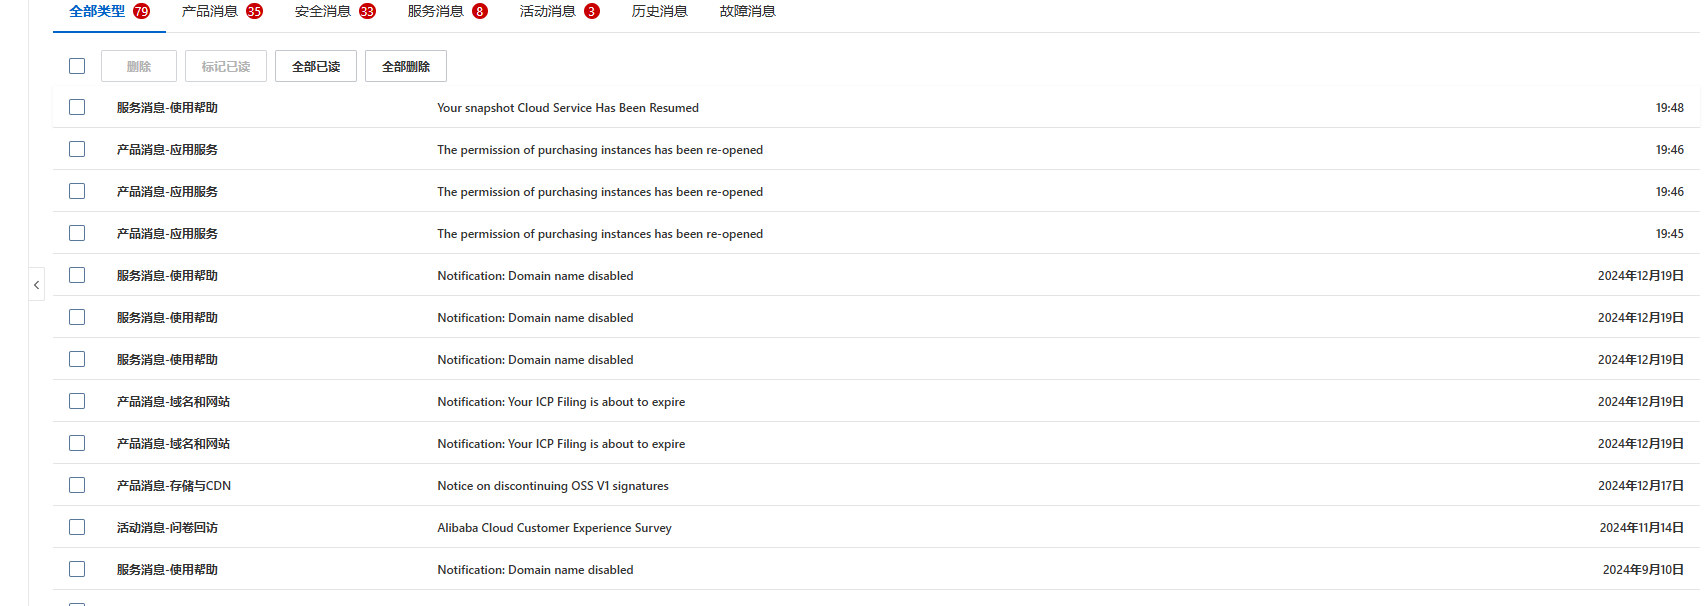 全部类型 79 产品消息 35 安全消息 33 服务消息 8 活动消息 3 历史消息 故障消息
删除 标记已读 全部已读 全部删除
服务消息-使用帮助 Your snapshot Cloud Service Has Been Resumed 19:48
产品消息-应用服务 The permission of purchasing instances has been re-opened 19:46
产品消息-应用服务 The permission of purchasing instances has been re-opened 19:46
产品消息-应用服务 The permission of purchasing instances has been re-opened 19:45
服务消息-使用帮助 Notification: Domain name disabled 2024年12月19日
服务消息-使用帮助 Notification: Domain name disabled 2024年12月19日
服务消息-使用帮助 Notification: Domain name disabled 2024年12月19日
产品消息-域名和网站 Notification: Your ICP Filing is about to expire 2024年12月19日
产品消息-域名和网站 Notification: Your ICP Filing is about to expire 2024年12月19日
产品消息-存储与CDN Notice on discontinuing OSS V1 signatures 2024年12月17日
活动消息-问卷回访 Alibaba Cloud Customer Experience Survey 2024年11月14日
服务消息-使用帮助 Notification: Domain name disabled 2024年9月10日